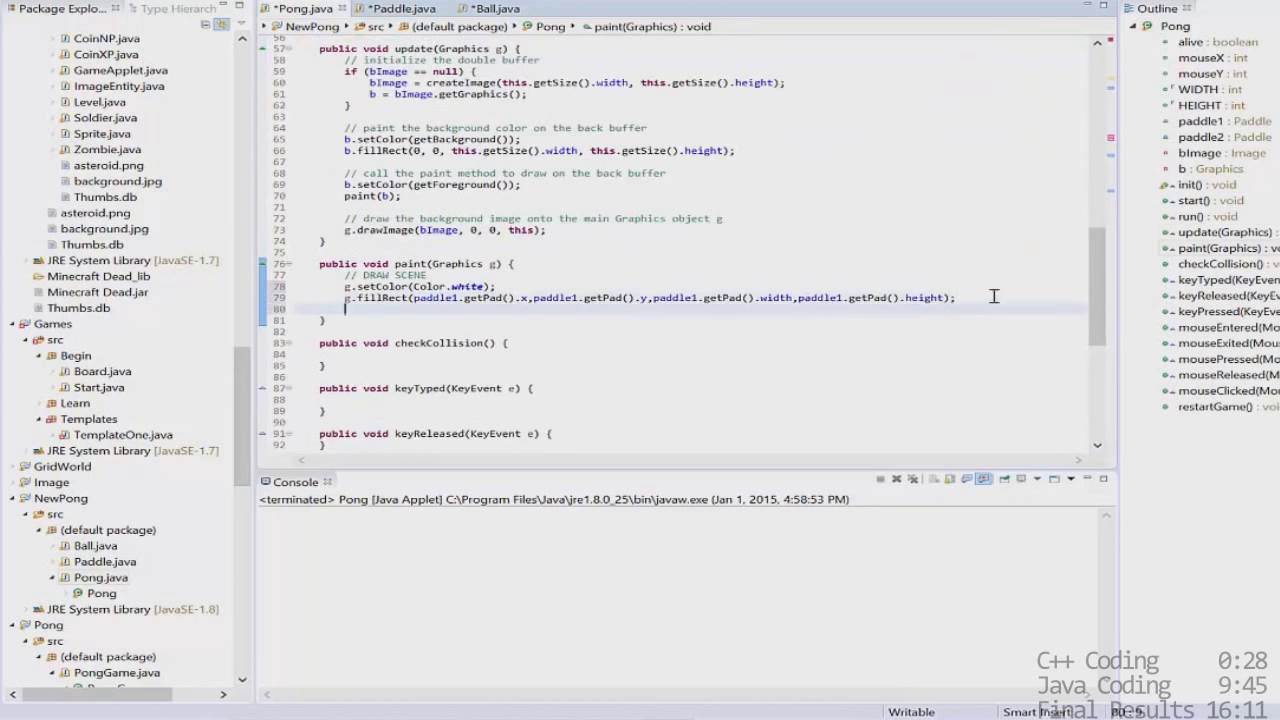 Package Explo...
Type Hierarch
*Pong.java
*Paddle.java
*Ball.java
Outline
NewPong
src
(default package)
Pong
paint(Graphics) : void
CoinNP.java
CoinXP.java
GameApplet.java
ImageEntity.java
Level.java
Soldier.java
Sprite.java
Zombie.java
asteroid.png
background.jpg
Thumbs.db
asteroid.png
background.jpg
Thumbs.db
JRE System Library [JavaSE-1.7]
Minecraft Dead_lib
Minecraft Dead.jar
Thumbs.db
Games
src
Begin
Board.java
Start.java
Learn
Templates
TemplateOne.java
JRE System Library [JavaSE-1.7]
GridWorld
Image
NewPong
src
(default package)
Ball.java
Paddle.java
Pong.java
Pong
JRE System Library [JavaSE-1.8]
Pong
src
(default package)
PongGame.java
56
57 public void update(Graphics g) {
58 // initialize the double buffer
59 if (bImage == null) {
60 bImage = createImage(this.getSize().width, this.getSize().height);
61 b = bImage.getGraphics();
62 }
63
64 // paint the background color on the back buffer
65 b.setColor(getBackground());
66 b.fillRect(0, 0, this.getSize().width, this.getSize().height);
67
68 // call the paint method to draw on the back buffer
69 b.setColor(getForeground());
70 paint(b);
71
72 // draw the background image onto the main Graphics object g
73 g.drawImage(bImage, 0, 0, this);
74 }
75
76 public void paint(Graphics g) {
77 // DRAW SCENE
78 g.setColor(Color.white);
79 g.fillRect(paddle1.getPad().x,paddle1.getPad().y,paddle1.getPad().width,paddle1.getPad().height);
80
81 }
82
83 public void checkCollision() {
84
85 }
86
87 public void keyTyped(KeyEvent e) {
88
89 }
90
91 public void keyReleased(KeyEvent e) {
92 }
Pong
alive : boolean
mouseX : int
mouseY : int
WIDTH : int
HEIGHT : int
paddle1 : Paddle
paddle2 : Paddle
bImage : Image
b : Graphics
init() : void
start() : void
run() : void
update(Graphics) :
paint(Graphics) : void
checkCollision() : void
keyTyped(KeyEvent
keyReleased(KeyEven
keyPressed(KeyEvent
mouseEntered(Mous
mouseExited(Mouse
mousePressed(Mous
mouseReleased(Mous
mouseClicked(Mous
restartGame() : void
Console
<terminated> Pong [Java Applet] C:\Program Files\Java\jre1.8.0_25\bin\javaw.exe (Jan 1, 2015, 4:58:53 PM)
C++ Coding 0:28
Java Coding 9:45
Final Results 16:11
Writable
Smart Insert
80 : 9